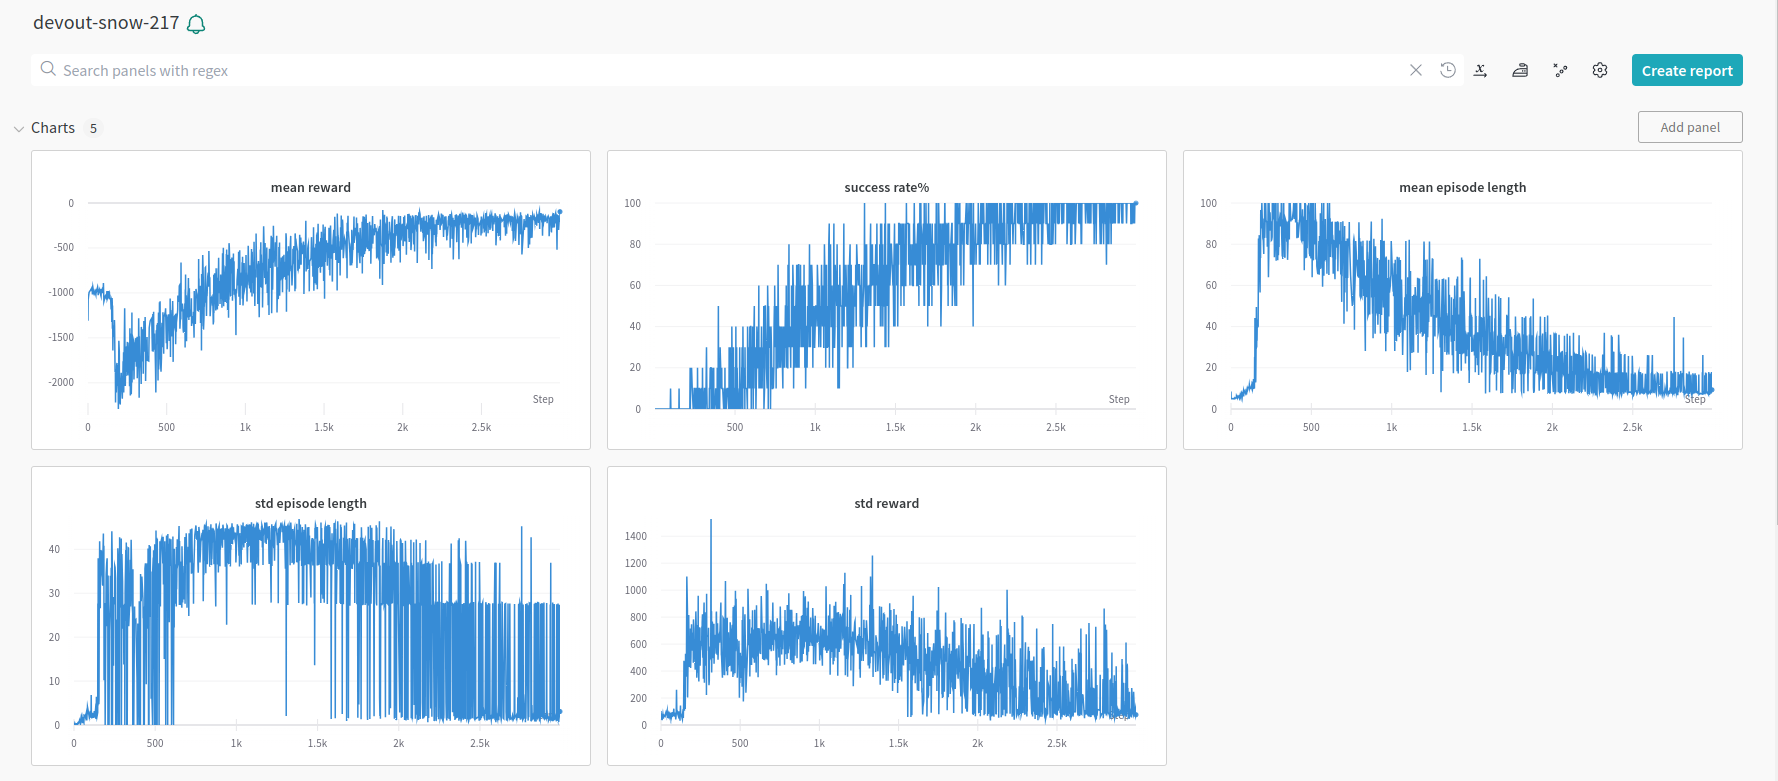 devout-snow-217
Search panels with regex
Create report
Charts 5
Add panel
mean reward
0
-500
-1000
-1500
-2000
Step
0 500 1k 1.5k 2k 2.5k
success rate%
100
80
60
40
20
0
Step
500 1k 1.5k 2k 2.5k
mean episode length
100
80
60
40
20
0
Step
0 500 1k 1.5k 2k 2.5k
std episode length
40
30
20
10
0
0 500 1k 1.5k 2k 2.5k
std reward
1400
1200
1000
800
600
400
200
0
Step
0 500 1k 1.5k 2k 2.5k